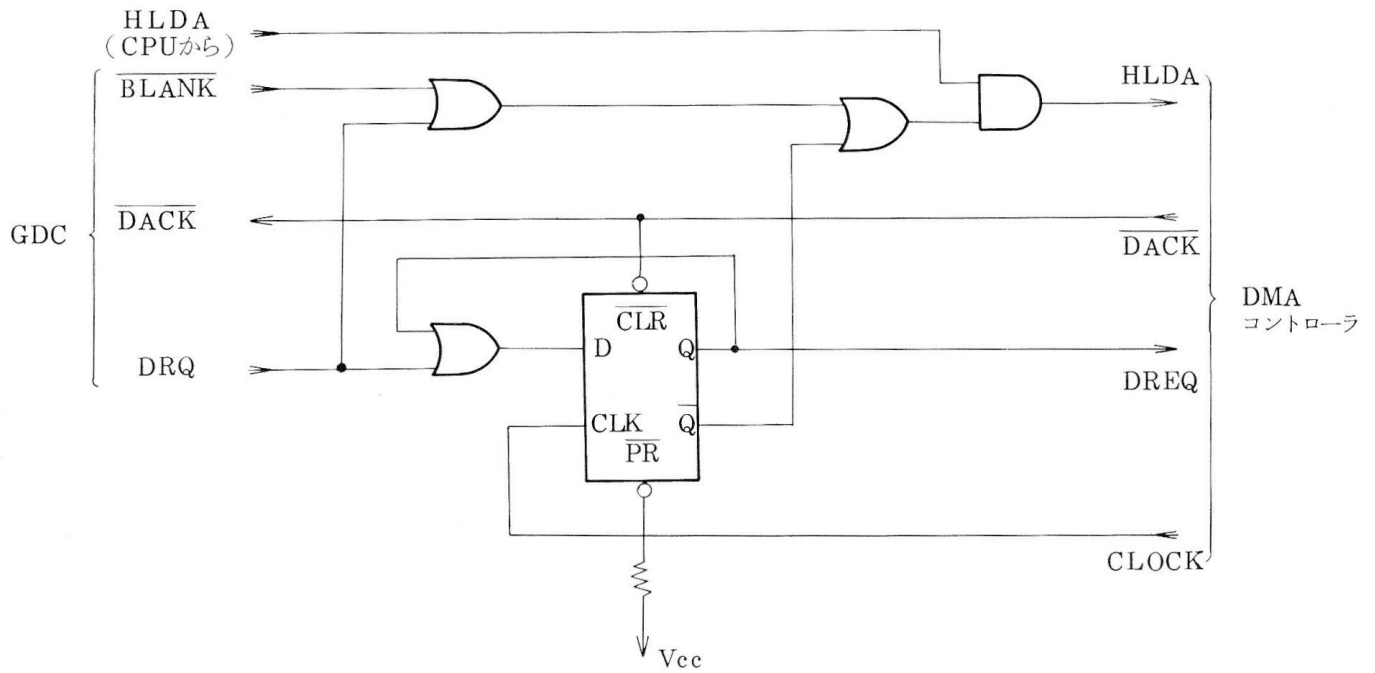 HLDA
(CPUから)
BLANK
GDC
DACK
DRQ
CLR
D
Q
CLK
Q
PR
Vcc
HLDA
DACK
DREQ
CLOCK
DMA
コントローラ